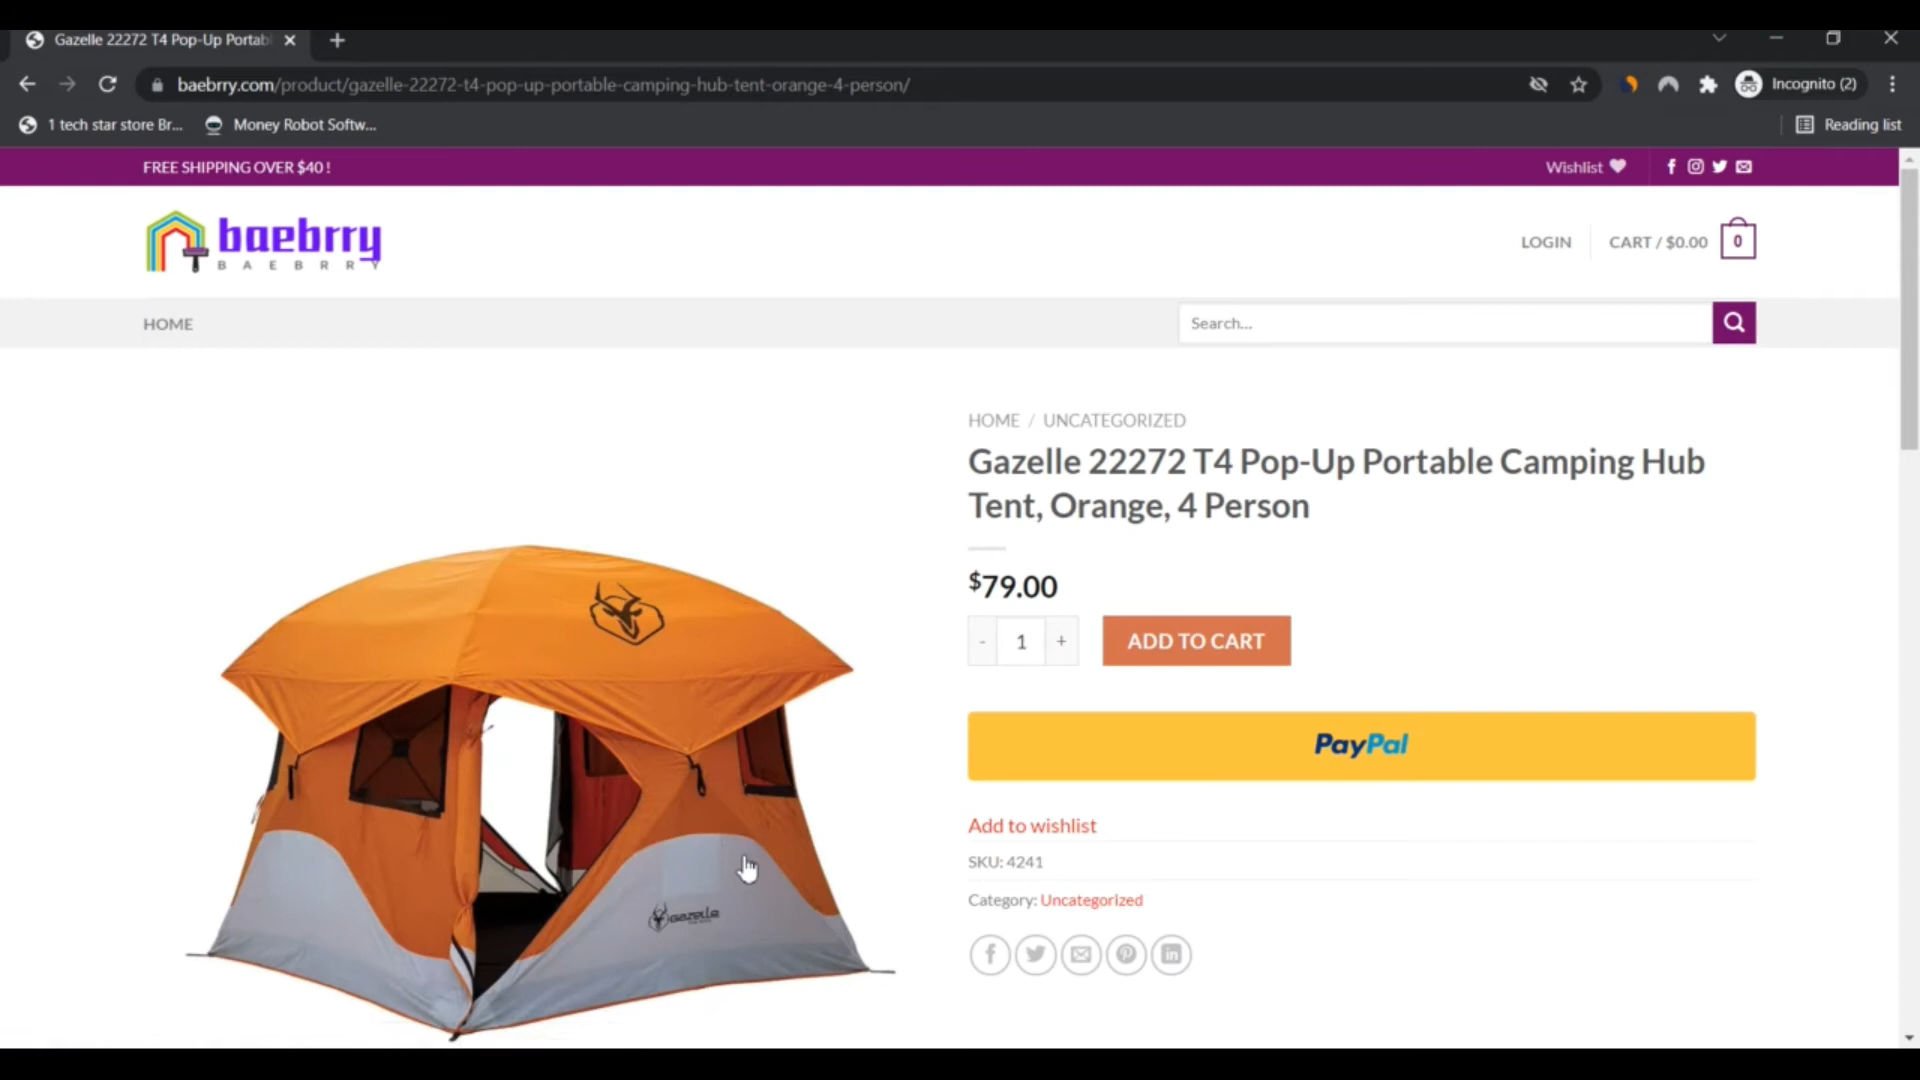 Gazelle 22272 T4 Pop-Up Portabl
baebrry.com/product/gazelle-22272-t4-pop-up-portable-camping-hub-tent-orange-4-person/
Incognito (2)
1 tech star store Br...
Money Robot Softw...
Reading list
FREE SHIPPING OVER $40 !
Wishlist
baebrry
BAEBRRY
LOGIN
CART / $0.00
0
HOME
Search...
HOME / UNCATEGORIZED
Gazelle 22272 T4 Pop-Up Portable Camping Hub
Tent, Orange, 4 Person
$79.00
- 1 +
ADD TO CART
PayPal
Add to wishlist
SKU: 4241
Category: Uncategorized
Gazelle